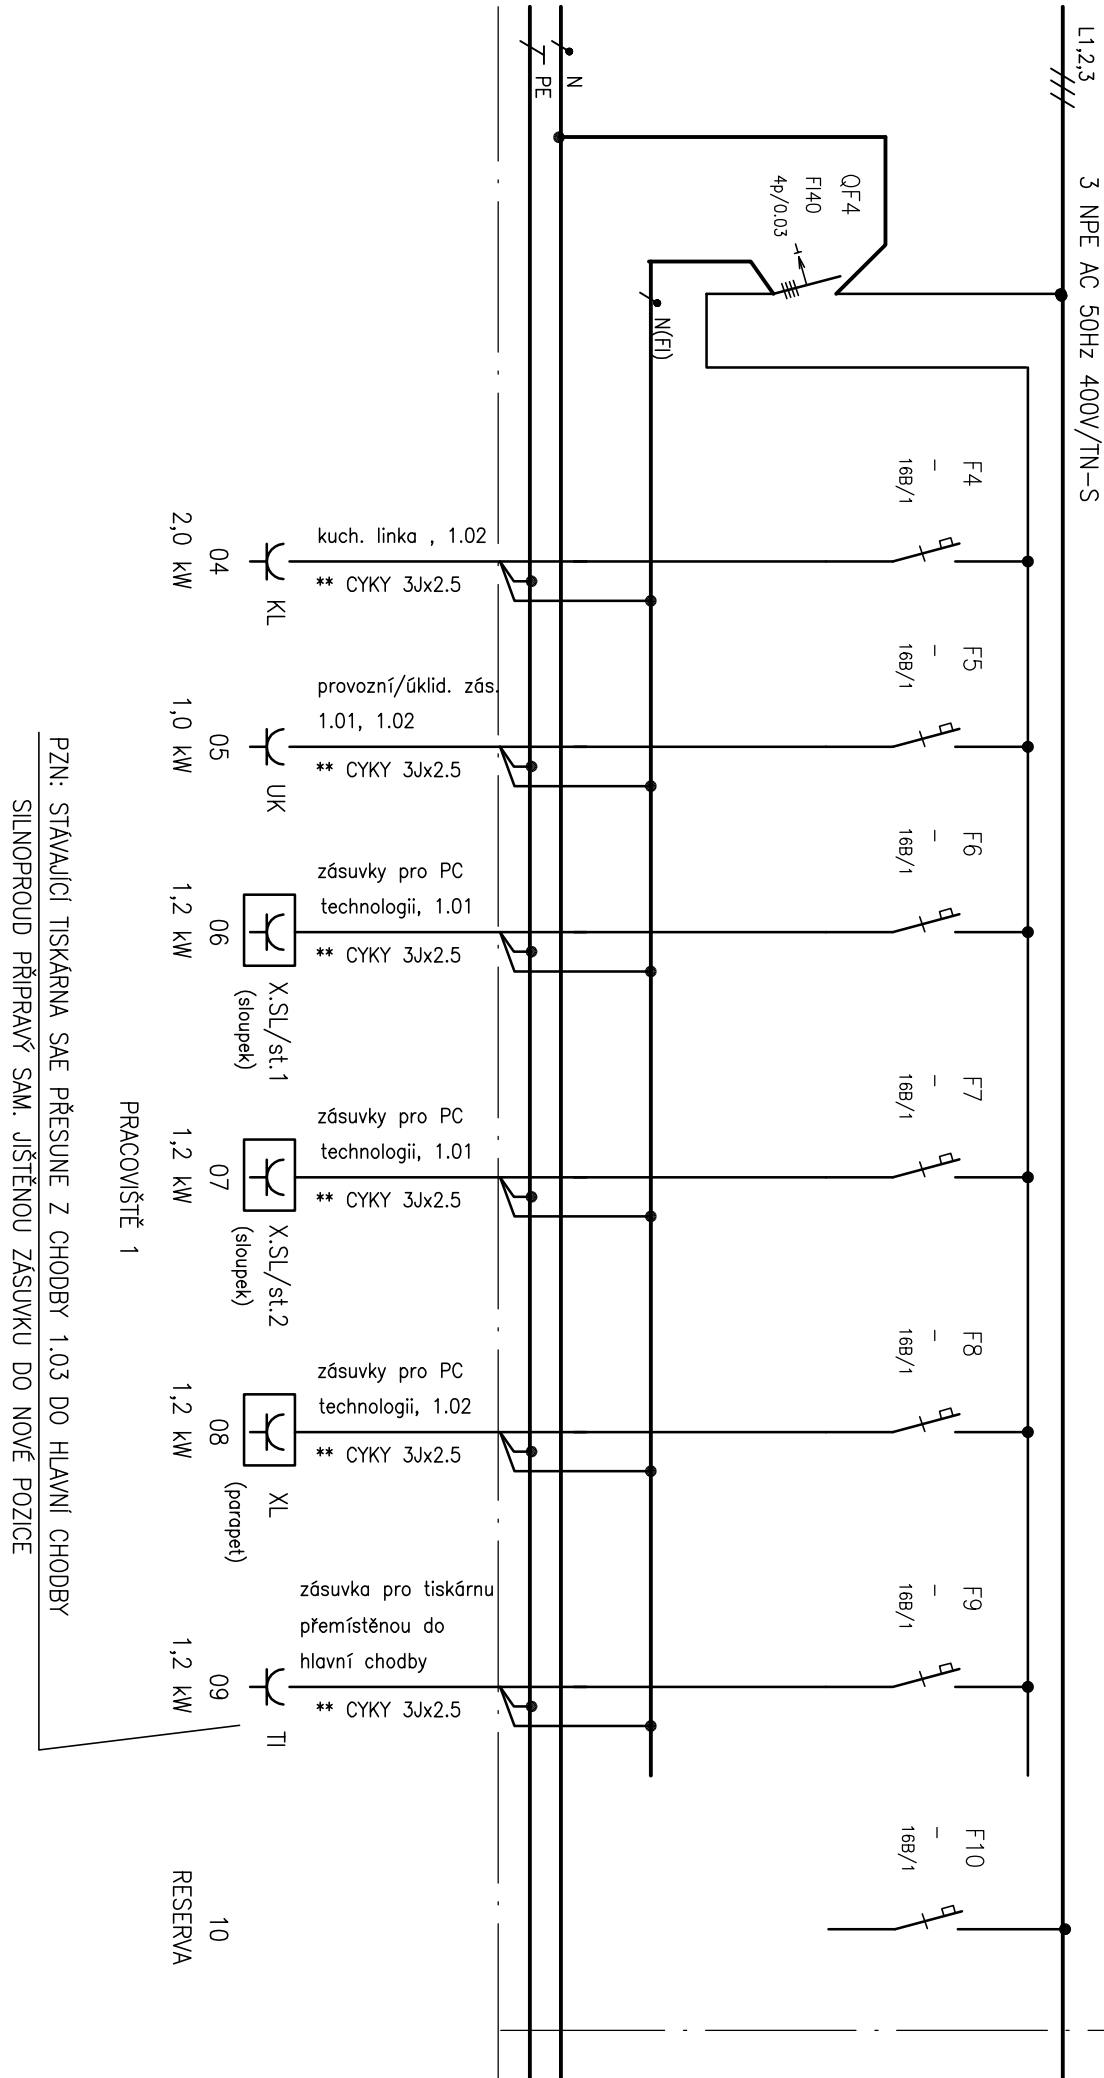 L1,2,3
3 NPE AC 50Hz 400V/TN-S
N
PE
QF4
FI40
4p/0.03
N(FI)
F4
-
16B/1
kuch. linka , 1.02
** CYKY 3Jx2.5
KL
04
2,0 kW
F5
-
16B/1
provozní/úklid. zás.
1.01, 1.02
** CYKY 3Jx2.5
UK
05
1,0 kW
F6
-
16B/1
zásuvky pro PC
technologii, 1.01
** CYKY 3Jx2.5
X.SL/st.1
(sloupek)
06
1,2 kW
F7
-
16B/1
zásuvky pro PC
technologii, 1.01
** CYKY 3Jx2.5
X.SL/st.2
(sloupek)
07
1,2 kW
F8
-
16B/1
zásuvky pro PC
technologii, 1.02
** CYKY 3Jx2.5
XL
(parapet)
08
1,2 kW
F9
-
16B/1
zásuvka pro tiskárnu
přemístěnou do
hlavní chodby
** CYKY 3Jx2.5
TI
09
1,2 kW
F10
-
16B/1
10
RESERVA
PRACOVIŠTĚ 1
PZN: STÁVAJÍCÍ TISKÁRNA SAE PŘESUNE Z CHODBY 1.03 DO HLAVNÍ CHODBY
SILNOPROUD PŘIPRAVÝ SAM. JIŠTĚNOU ZÁSUVKU DO NOVÉ POZICE